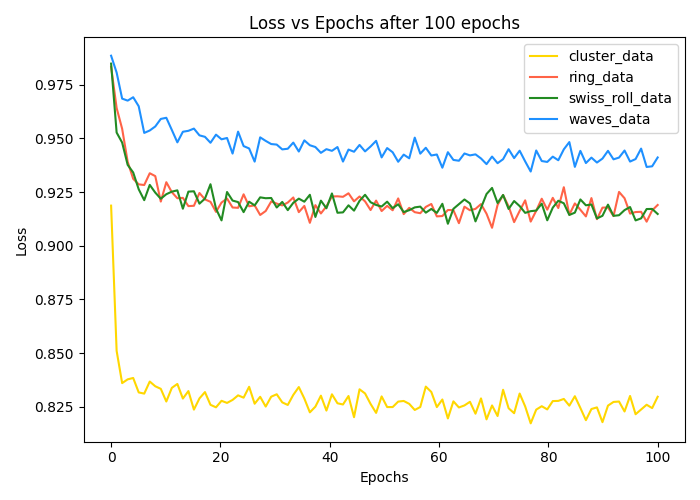 Loss vs Epochs after 100 epochs
cluster_data
ring_data
swiss_roll_data
waves_data
0.975
0.950
0.925
0.900
0.875
0.850
0.825
Loss
0 20 40 60 80 100
Epochs